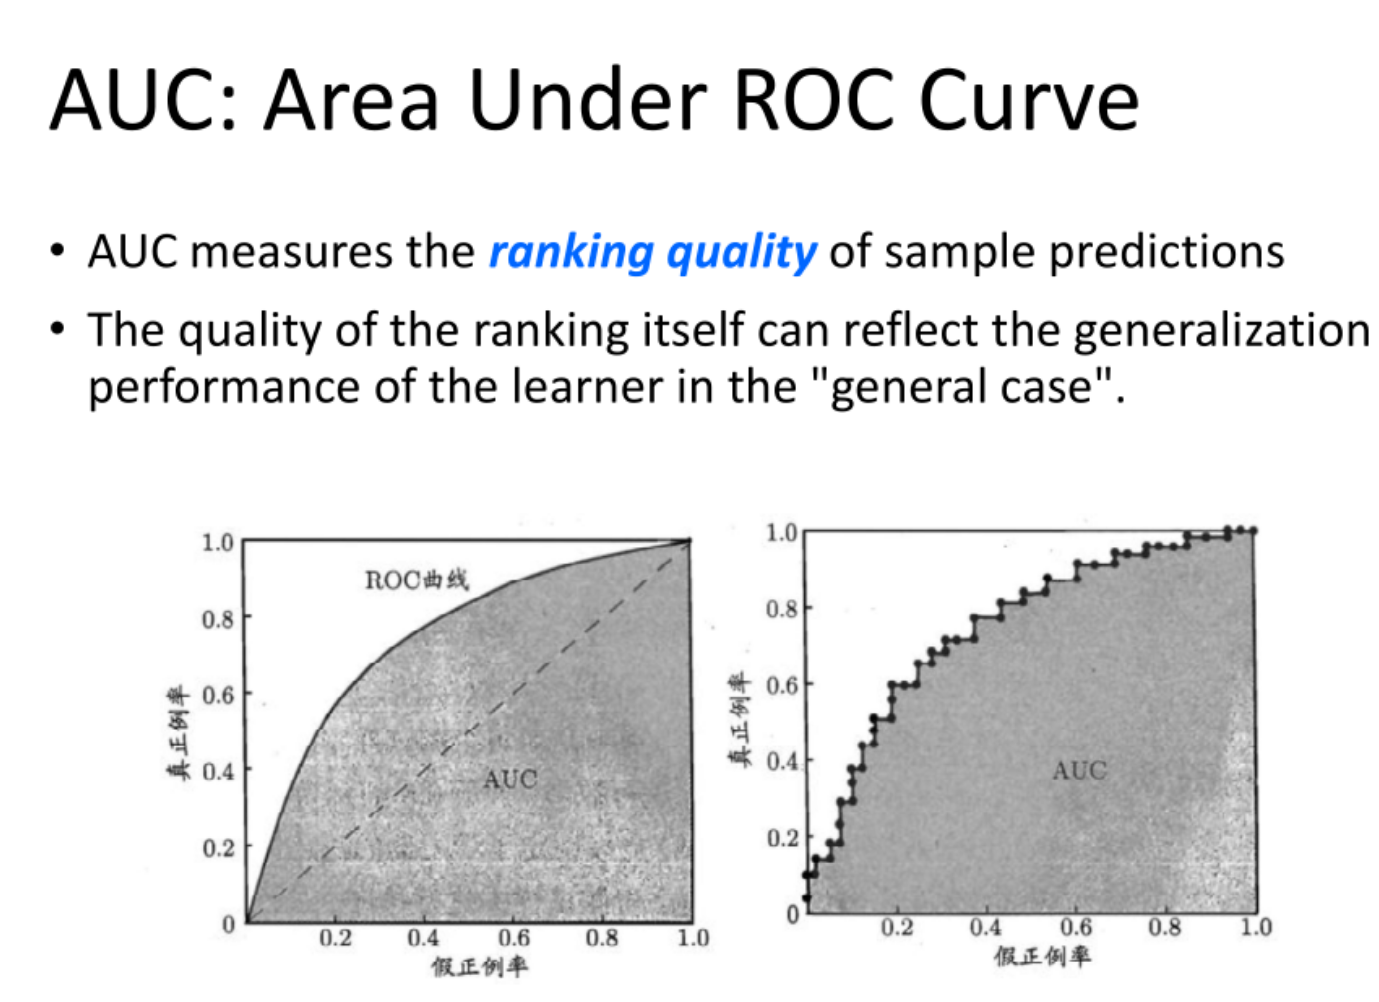 AUC: Area Under ROC Curve
• AUC measures the ranking quality of sample predictions
• The quality of the ranking itself can reflect the generalization
performance of the learner in the "general case".
1.0
ROC曲线
0.8
0.6
真正例率
0.4
AUC
0.2
0
0.2 0.4 0.6 0.8 1.0
假正例率
1.0
0.8
0.6
真正例率
0.4
AUC
0.2
0
0.2 0.4 0.6 0.8 1.0
假正例率